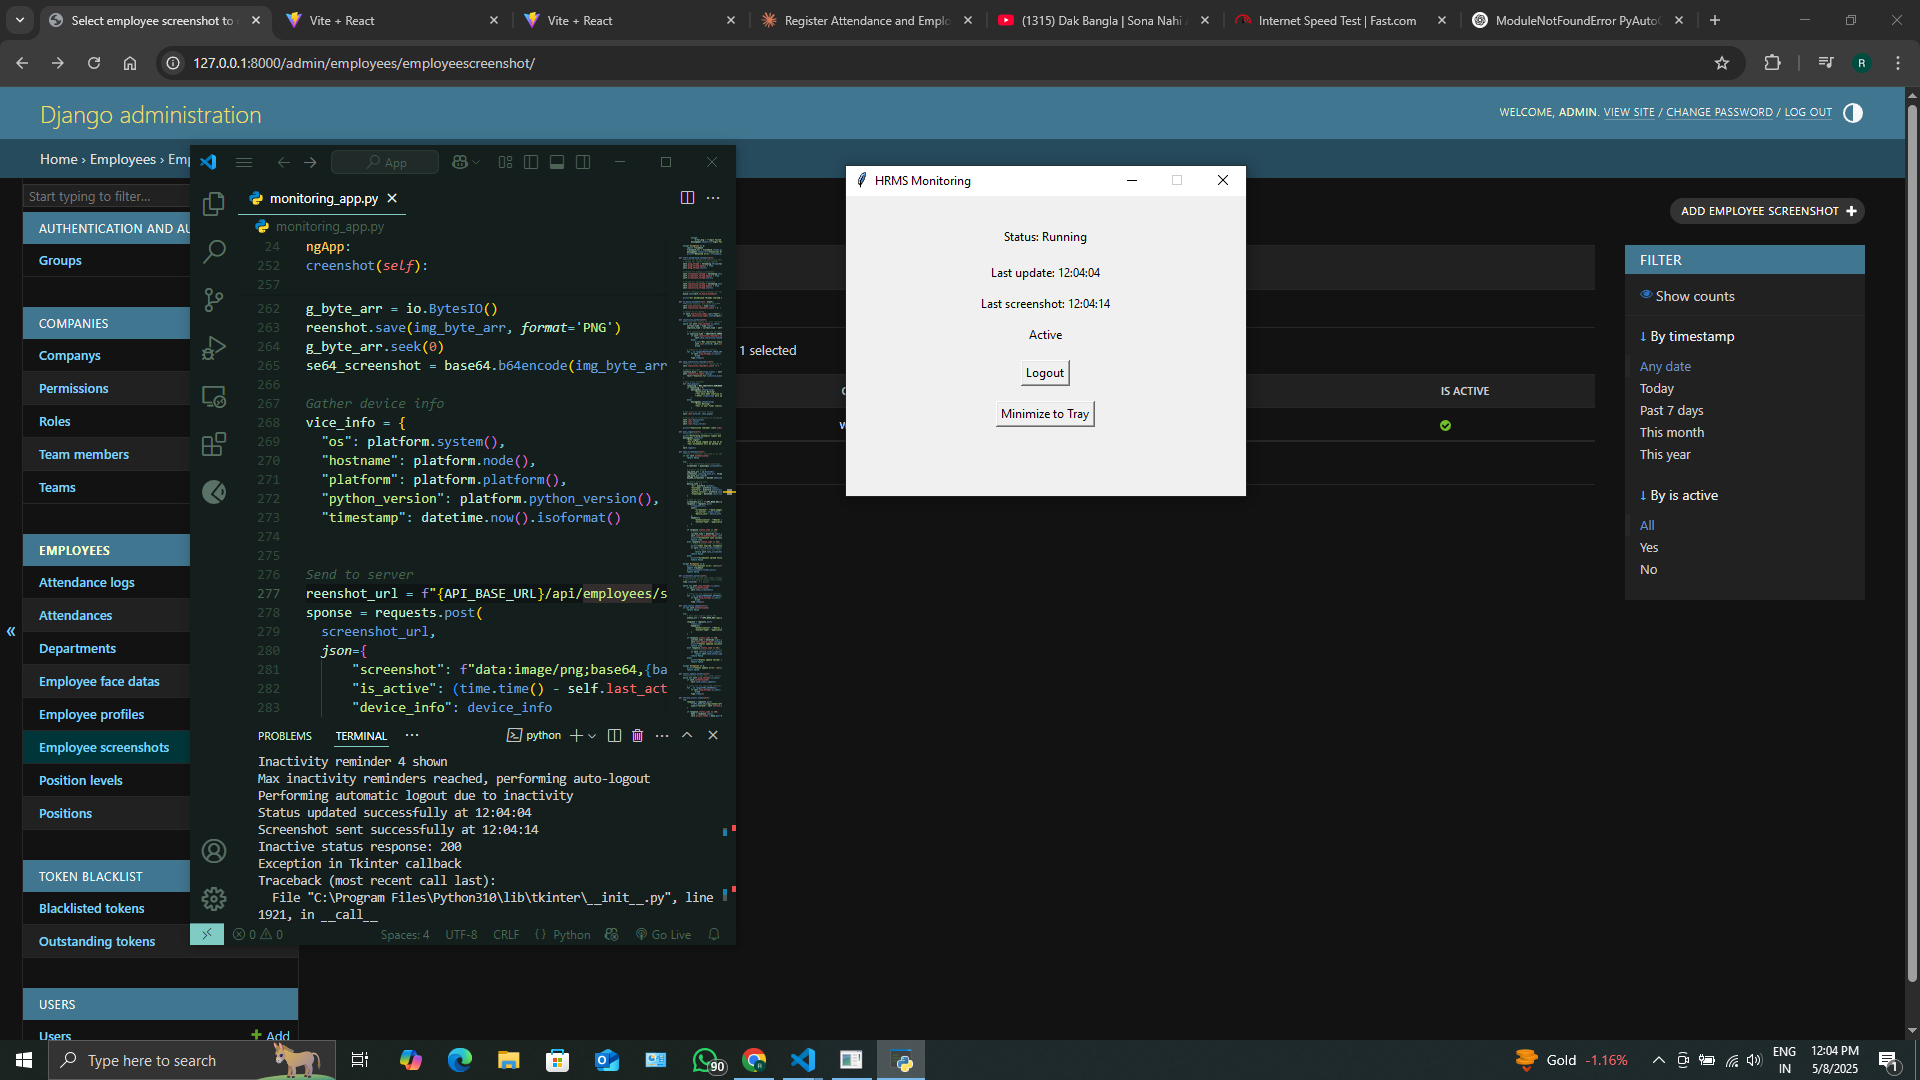 Select employee screenshot to
Vite + React
Vite + React
Register Attendance and Emplo
(1315) Dak Bangla | Sona Nahi
Internet Speed Test | Fast.com
ModuleNotFoundError PyAuto
127.0.0.1:8000/admin/employees/employeescreenshot/
R
Django administration
WELCOME, ADMIN. VIEW SITE / CHANGE PASSWORD / LOG OUT
Home › Employees › Emp
Start typing to filter...
AUTHENTICATION AND AU
Groups
COMPANIES
Companys
Permissions
Roles
Team members
Teams
EMPLOYEES
Attendance logs
Attendances
Departments
Employee face datas
Employee profiles
Employee screenshots
Position levels
Positions
TOKEN BLACKLIST
Blacklisted tokens
Outstanding tokens
USERS
Users
Add
«
App
monitoring_app.py
monitoring_app.py
24 ngApp:
252 creenshot(self):
257
262 g_byte_arr = io.BytesIO()
263 reenshot.save(img_byte_arr, format='PNG')
264 g_byte_arr.seek(0)
265 se64_screenshot = base64.b64encode(img_byte_arr
266
267 Gather device info
268 vice_info = {
269 "os": platform.system(),
270 "hostname": platform.node(),
271 "platform": platform.platform(),
272 "python_version": platform.python_version(),
273 "timestamp": datetime.now().isoformat()
274
275
276 Send to server
277 reenshot_url = f"{API_BASE_URL}/api/employees/s
278 sponse = requests.post(
279 screenshot_url,
280 json={
281 "screenshot": f"data:image/png;base64,{ba
282 "is_active": (time.time() - self.last_act
283 "device_info": device_info
PROBLEMS
TERMINAL
python
Inactivity reminder 4 shown
Max inactivity reminders reached, performing auto-logout
Performing automatic logout due to inactivity
Status updated successfully at 12:04:04
Screenshot sent successfully at 12:04:14
Inactive status response: 200
Exception in Tkinter callback
Traceback (most recent call last):
File "C:\Program Files\Python310\lib\tkinter\__init__.py", line
1921, in __call__
0 0
Spaces: 4
UTF-8
CRLF
{ } Python
Go Live
1 selected
IS ACTIVE
HRMS Monitoring
Status: Running
Last update: 12:04:04
Last screenshot: 12:04:14
Active
Logout
Minimize to Tray
ADD EMPLOYEE SCREENSHOT
FILTER
Show counts
↓ By timestamp
Any date
Today
Past 7 days
This month
This year
↓ By is active
All
Yes
No
Type here to search
90
Gold -1.16%
ENG
IN
12:04 PM
5/8/2025
1